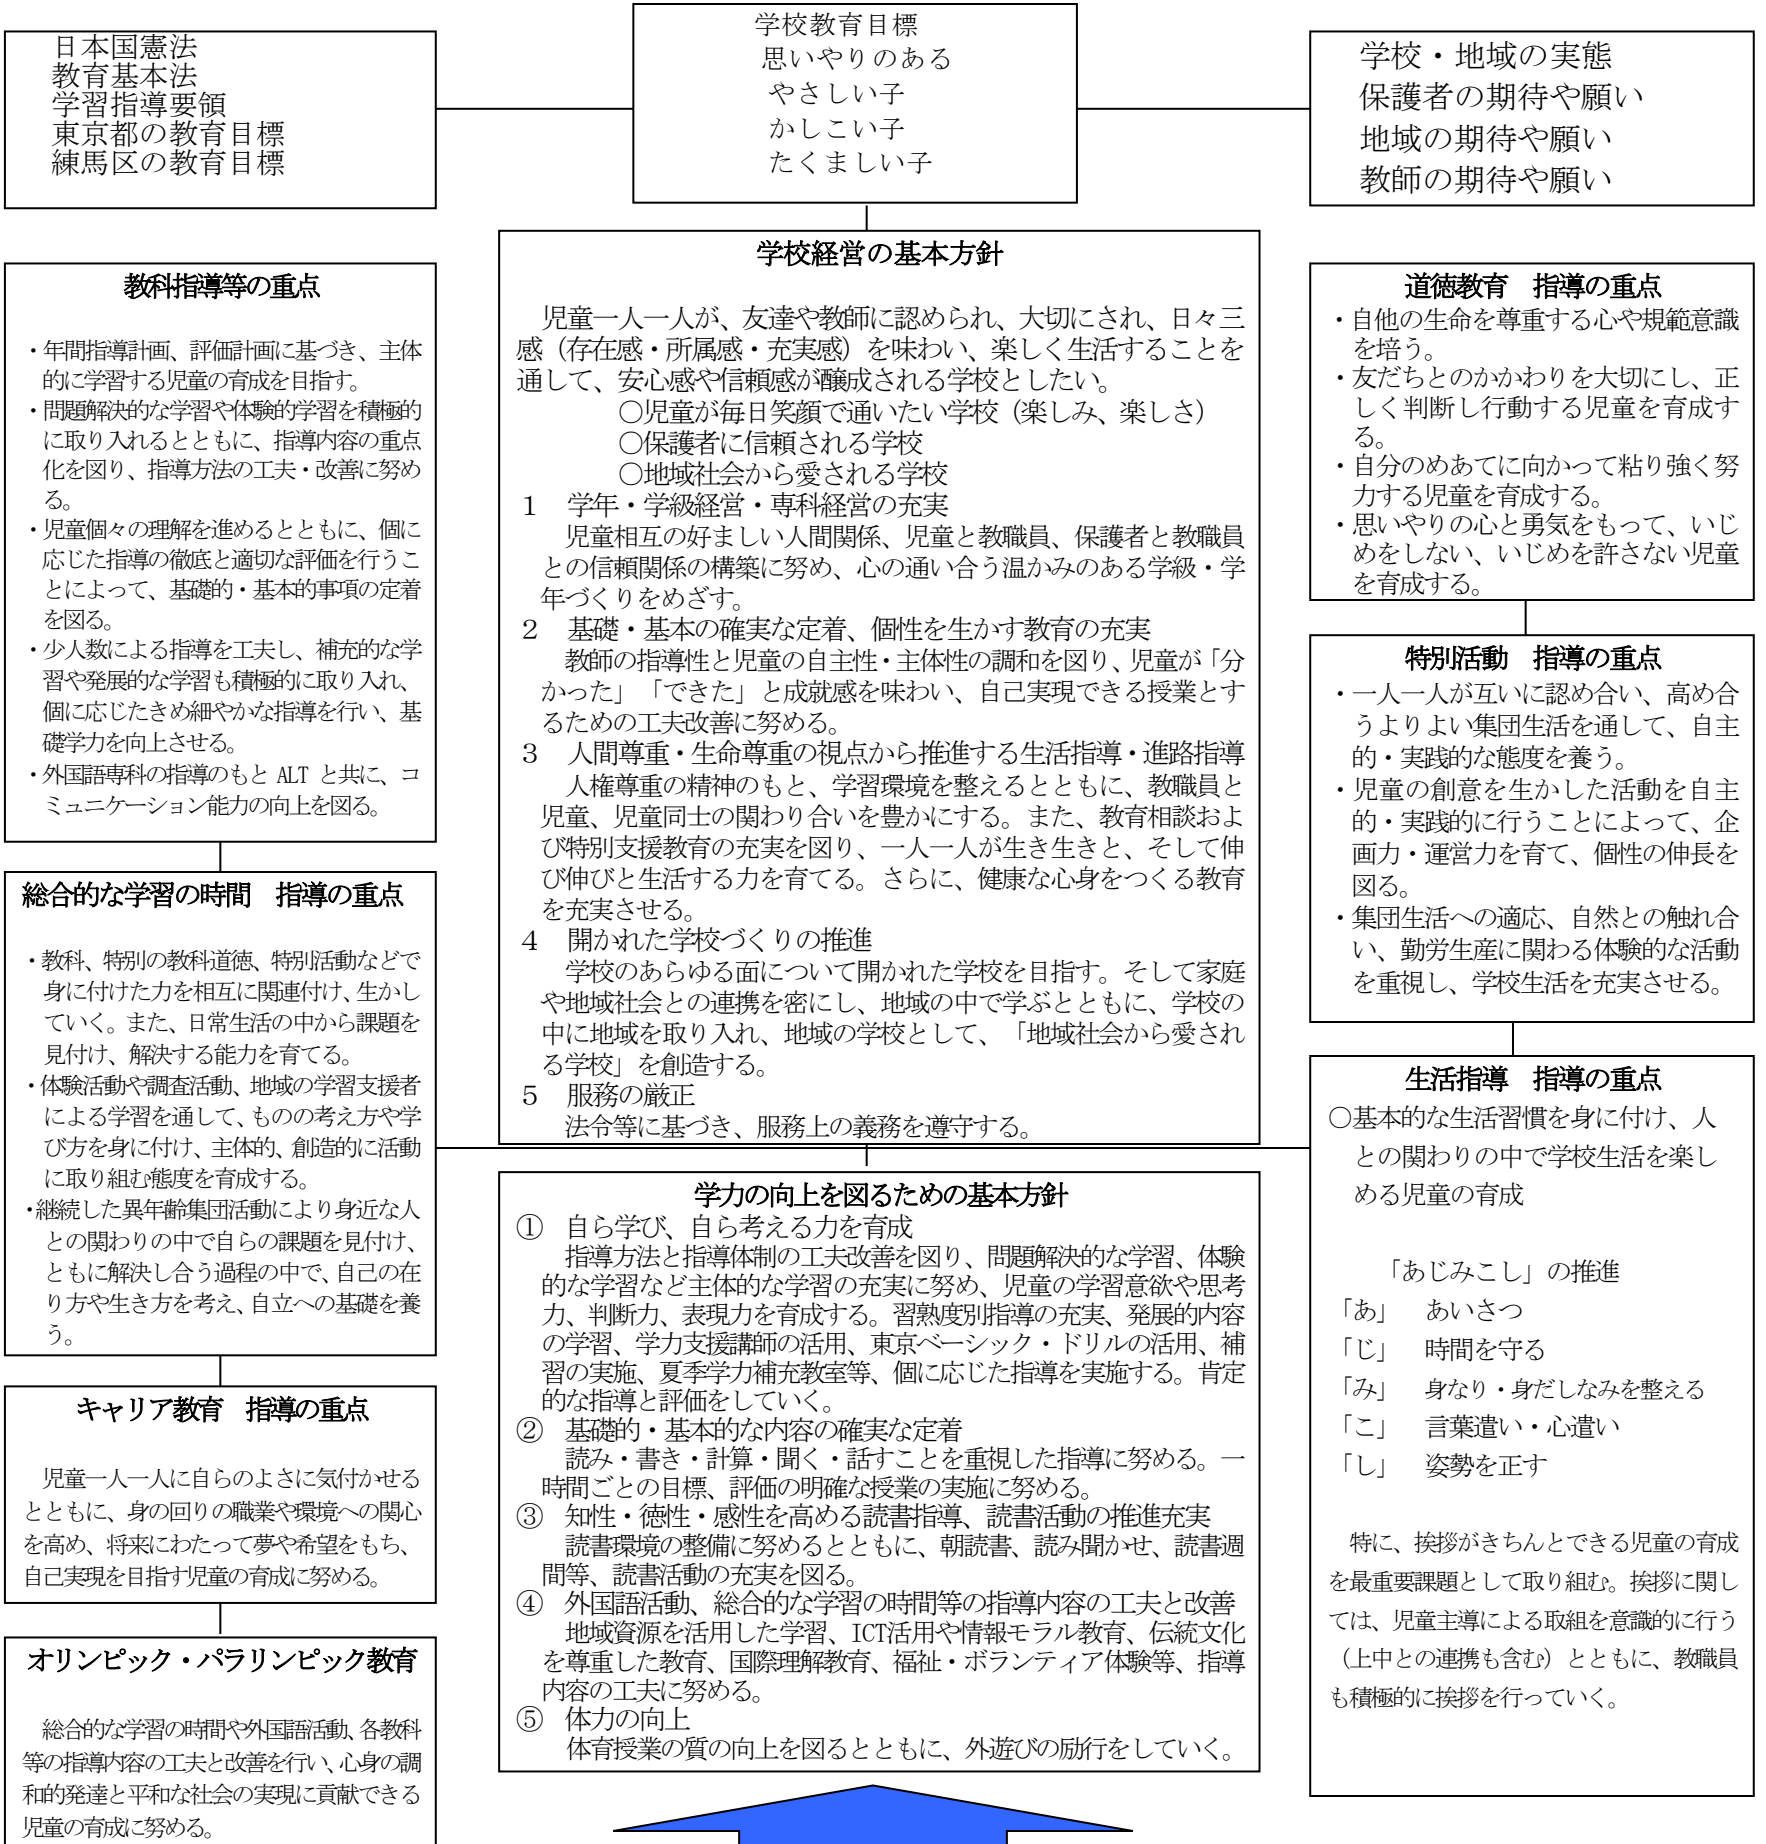 日本国憲法
教育基本法
学習指導要領
東京都の教育目標
練馬区の教育目標
学校教育目標
思いやりのある
やさしい子
かしこい子
たくましい子
学校・地域の実態
保護者の期待や願い
地域の期待や願い
教師の期待や願い
教科指導等の重点
・年間指導計画、評価計画に基づき、主体
的に学習する児童の育成を目指す。
・問題解決的な学習や体験的学習を積極的
に取り入れるとともに、指導内容の重点
化を図り、指導方法の工夫・改善に努め
る。
・児童個々の理解を進めるとともに、個に
応じた指導の徹底と適切な評価を行うこ
とによって、基礎的・基本的事項の定着
を図る。
・少人数による指導を工夫し、補充的な学
習や発展的な学習も積極的に取り入れ、
個に応じたきめ細やかな指導を行い、基
礎学力を向上させる。
・外国語専科の指導のもと ALT と共に、コ
ミュニケーション能力の向上を図る。
総合的な学習の時間　指導の重点
・教科、特別の教科道徳、特別活動などで
身に付けた力を相互に関連付け、生かし
ていく。また、日常生活の中から課題を
見付け、解決する能力を育てる。
・体験活動や調査活動、地域の学習支援者
による学習を通して、ものの考え方や学
び方を身に付け、主体的、創造的に活動
に取り組む態度を育成する。
・継続した異年齢集団活動により身近な人
との関わりの中で自らの課題を見付け、
ともに解決し合う過程の中で、自己の在
り方や生き方を考え、自立への基礎を養
う。
キャリア教育　指導の重点
児童一人一人に自らのよさに気付かせる
とともに、身の回りの職業や環境への関心
を高め、将来にわたって夢や希望をもち、
自己実現を目指す児童の育成に努める。
オリンピック・パラリンピック教育
総合的な学習の時間や外国語活動、各教科
等の指導内容の工夫と改善を行い、心身の調
和的発達と平和な社会の実現に貢献できる
児童の育成に努める。
学校経営の基本方針
児童一人一人が、友達や教師に認められ、大切にされ、日々三
感（存在感・所属感・充実感）を味わい、楽しく生活することを
通して、安心感や信頼感が醸成される学校としたい。
○児童が毎日笑顔で通いたい学校（楽しみ、楽しさ）
○保護者に信頼される学校
○地域社会から愛される学校
１　学年・学級経営・専科経営の充実
児童相互の好ましい人間関係、児童と教職員、保護者と教職員
との信頼関係の構築に努め、心の通い合う温かみのある学級・学
年づくりをめざす。
２　基礎・基本の確実な定着、個性を生かす教育の充実
教師の指導性と児童の自主性・主体性の調和を図り、児童が「分
かった」「できた」と成就感を味わい、自己実現できる授業とす
るための工夫改善に努める。
３　人間尊重・生命尊重の視点から推進する生活指導・進路指導
人権尊重の精神のもと、学習環境を整えるとともに、教職員と
児童、児童同士の関わり合いを豊かにする。また、教育相談およ
び特別支援教育の充実を図り、一人一人が生き生きと、そして伸
び伸びと生活する力を育てる。さらに、健康な心身をつくる教育
を充実させる。
４　開かれた学校づくりの推進
学校のあらゆる面について開かれた学校を目指す。そして家庭
や地域社会との連携を密にし、地域の中で学ぶとともに、学校の
中に地域を取り入れ、地域の学校として、「地域社会から愛され
る学校」を創造する。
５　服務の厳正
法令等に基づき、服務上の義務を遵守する。
学力の向上を図るための基本方針
①　自ら学び、自ら考える力を育成
指導方法と指導体制の工夫改善を図り、問題解決的な学習、体験
的な学習など主体的な学習の充実に努め、児童の学習意欲や思考
力、判断力、表現力を育成する。習熟度別指導の充実、発展的内容
の学習、学力支援講師の活用、東京ベーシック・ドリルの活用、補
習の実施、夏季学力補充教室等、個に応じた指導を実施する。肯定
的な指導と評価をしていく。
②　基礎的・基本的な内容の確実な定着
読み・書き・計算・聞く・話すことを重視した指導に努める。一
時間ごとの目標、評価の明確な授業の実施に努める。
③　知性・徳性・感性を高める読書指導、読書活動の推進充実
読書環境の整備に努めるとともに、朝読書、読み聞かせ、読書週
間等、読書活動の充実を図る。
④　外国語活動、総合的な学習の時間等の指導内容の工夫と改善
地域資源を活用した学習、ICT活用や情報モラル教育、伝統文化
を尊重した教育、国際理解教育、福祉・ボランティア体験等、指導
内容の工夫に努める。
⑤　体力の向上
体育授業の質の向上を図るとともに、外遊びの励行をしていく。
道徳教育　指導の重点
・自他の生命を尊重する心や規範意識
を培う。
・友だちとのかかわりを大切にし、正
しく判断し行動する児童を育成す
る。
・自分のめあてに向かって粘り強く努
力する児童を育成する。
・思いやりの心と勇気をもって、いじ
めをしない、いじめを許さない児童
を育成する。
特別活動　指導の重点
・一人一人が互いに認め合い、高め合
うよりよい集団生活を通して、自主
的・実践的な態度を養う。
・児童の創意を生かした活動を自主
的・実践的に行うことによって、企
画力・運営力を育て、個性の伸長を
図る。
・集団生活への適応、自然との触れ合
い、勤労生産に関わる体験的な活動
を重視し、学校生活を充実させる。
生活指導　指導の重点
○基本的な生活習慣を身に付け、人
との関わりの中で学校生活を楽し
める児童の育成
「あじみこし」の推進
「あ」　あいさつ
「じ」　時間を守る
「み」　身なり・身だしなみを整える
「こ」　言葉遣い・心遣い
「し」　姿勢を正す
特に、挨拶がきちんとできる児童の育成
を最重要課題として取り組む。挨拶に関し
ては、児童主導による取組を意識的に行う
（上中との連携も含む）とともに、教職員
も積極的に挨拶を行っていく。